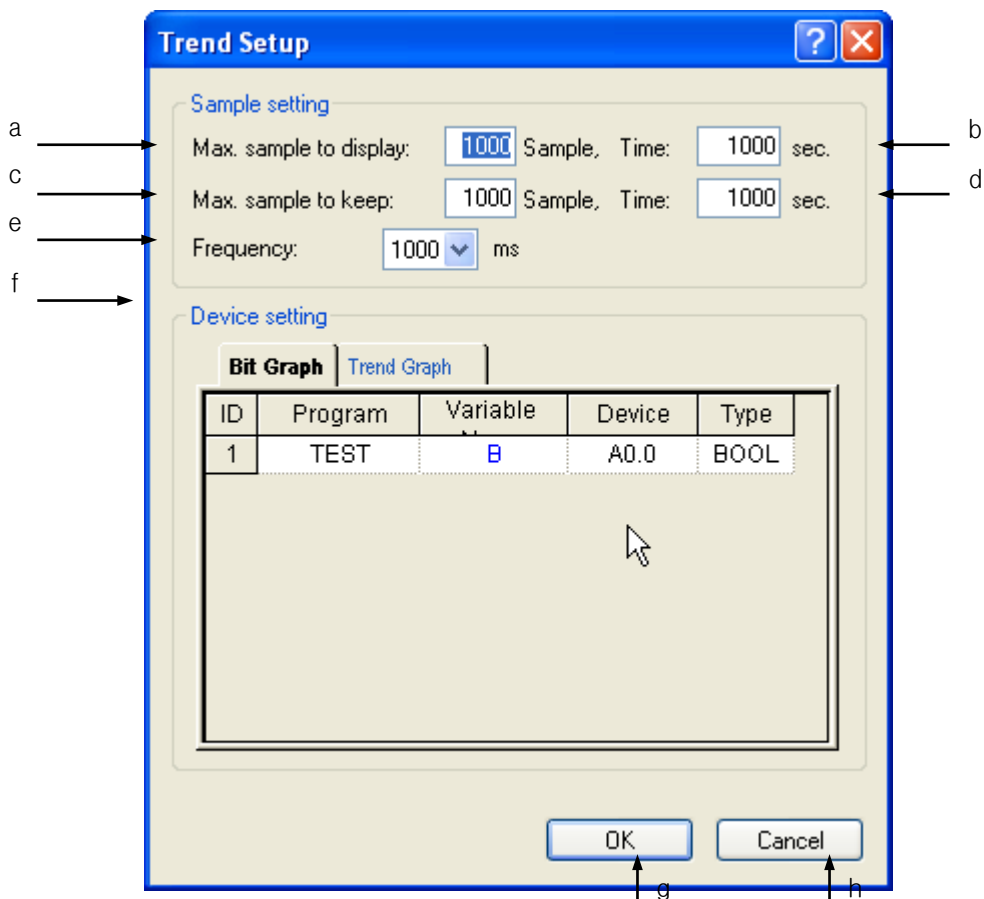 Trend Setup
Sample setting
a
Max. sample to display: 1000 Sample, Time: 1000 sec.
b
c
Max. sample to keep: 1000 Sample, Time: 1000 sec.
d
e
Frequency: 1000 ms
f
Device setting
Bit Graph Trend Graph
ID Program Variable Device Type
1 TEST B A0.0 BOOL
OK Cancel
g h